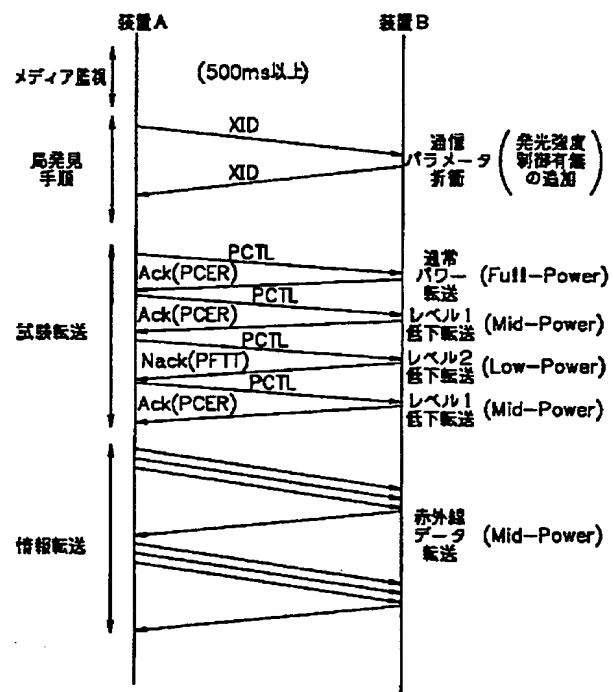 装置A
装置B
メディア監視
(500ms以上)
局発見
手順
XID
XID
通信
パラメータ
折衝
発光強度
制御有無
の追加
試験転送
PCTL
通常
パワー
転送
(Full-Power)
Ack(PCER)
PCTL
レベル1
低下転送
(Mid-Power)
Ack(PCER)
PCTL
レベル2
低下転送
(Low-Power)
Nack(PFTT)
PCTL
レベル1
低下転送
(Mid-Power)
Ack(PCER)
情報転送
赤外線
データ
転送
(Mid-Power)